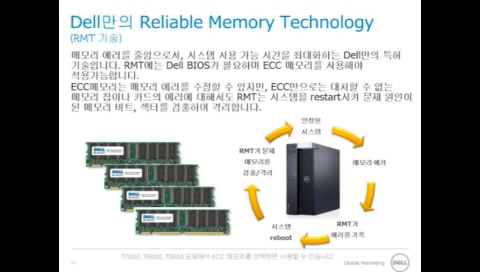 Dell만의 Reliable Memory Technology
(RMT 기술)
메모리 에러를 줄임으로서, 시스템 사용 가능 시간을 최대화하는 Dell만의 특허
기술입니다. RMT에는 Dell BIOS가 필요하며 ECC 메모리를 사용해야
적용가능합니다.
ECC메모리는 메모리 에러를 수정할 수 있지만, ECC만으로는 대처할 수 없는
메모리 칩이나 카드의 에러에 대해서도 RMT는 시스템을 restart시켜 문제 원인이
된 메모리 비트, 섹터를 검출하여 격리합니다.
안정된
시스템
메모리 에러
RMT가
에러를 기록
시스템
reboot
RMT가 문제
메모리를
검출/격리
T7600, T5600, T3600 모델에서 ECC 메모리를 선택하면 사용할 수 있습니다
Global Marketing
DELL